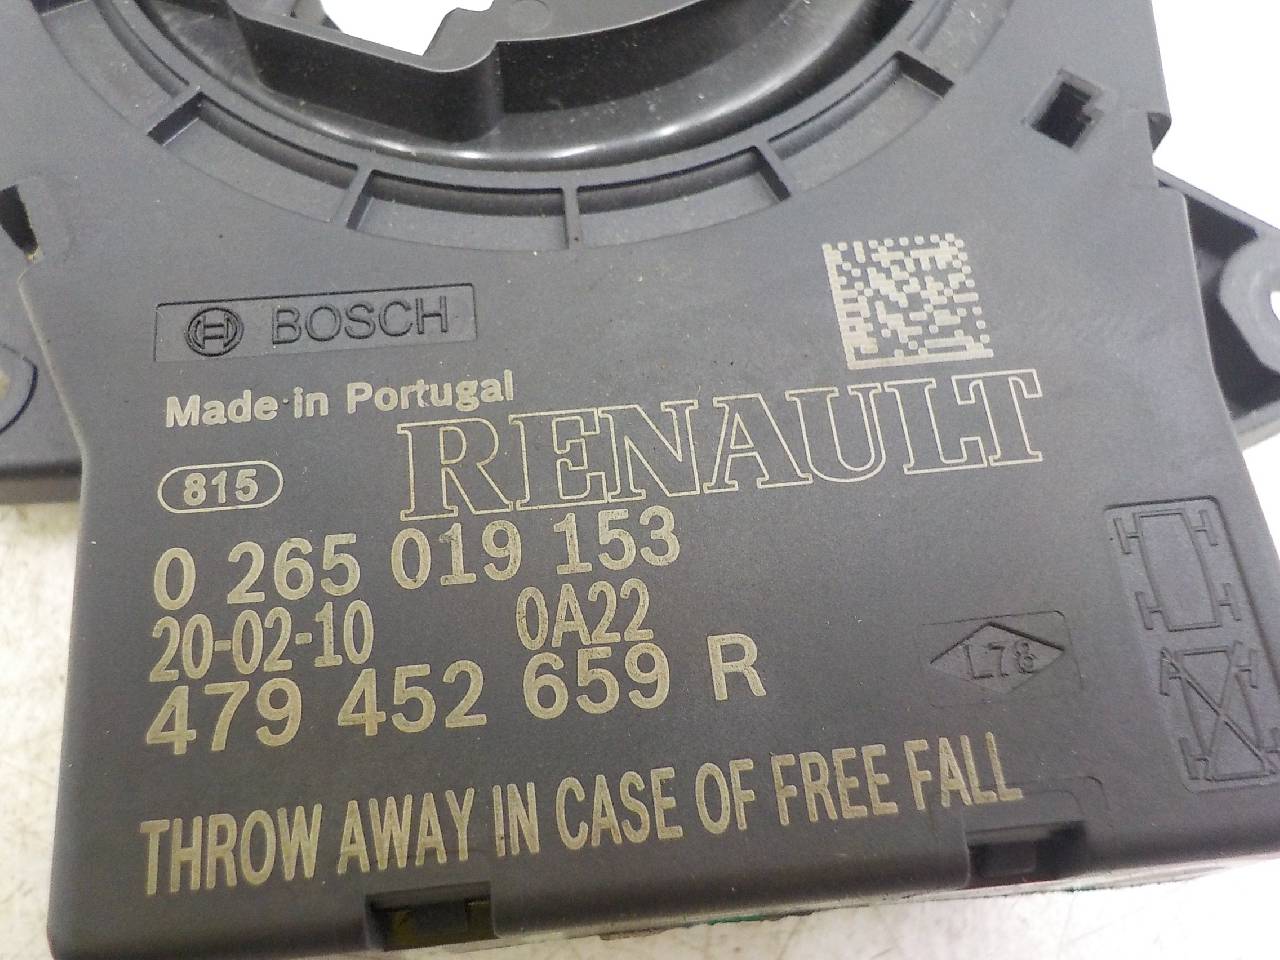 BOSCH
Made in Portugal
RENAULT
815
0 265 019 153
20-02-10 0A22
479 452 659 R
L78
THROW AWAY IN CASE OF FREE FALL